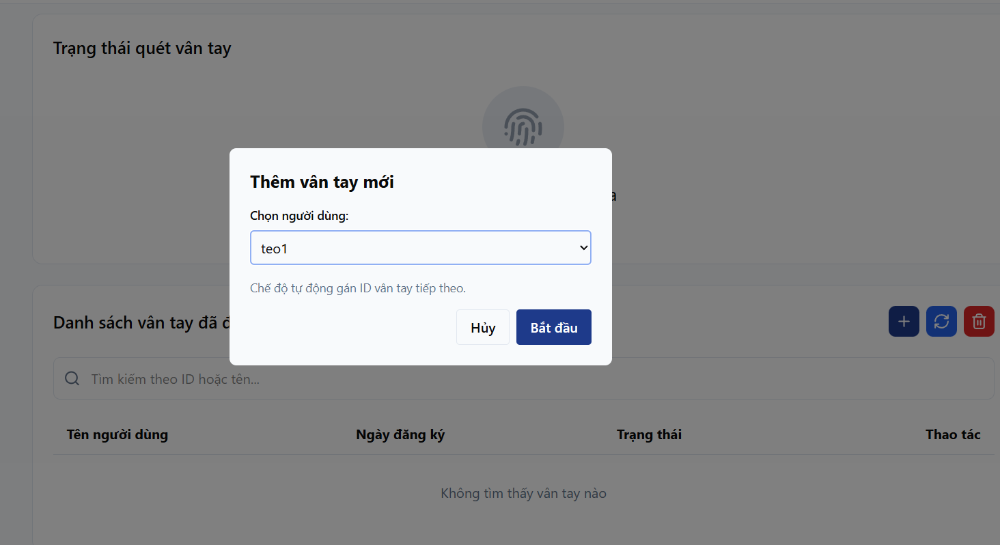 Trạng thái quét vân tay
Thêm vân tay mới
Chọn người dùng:
teo1
Chế độ tự động gán ID vân tay tiếp theo.
Hủy
Bắt đầu
Danh sách vân tay đã
Tìm kiếm theo ID hoặc tên...
Tên người dùng
Ngày đăng ký
Trạng thái
Thao tác
Không tìm thấy vân tay nào